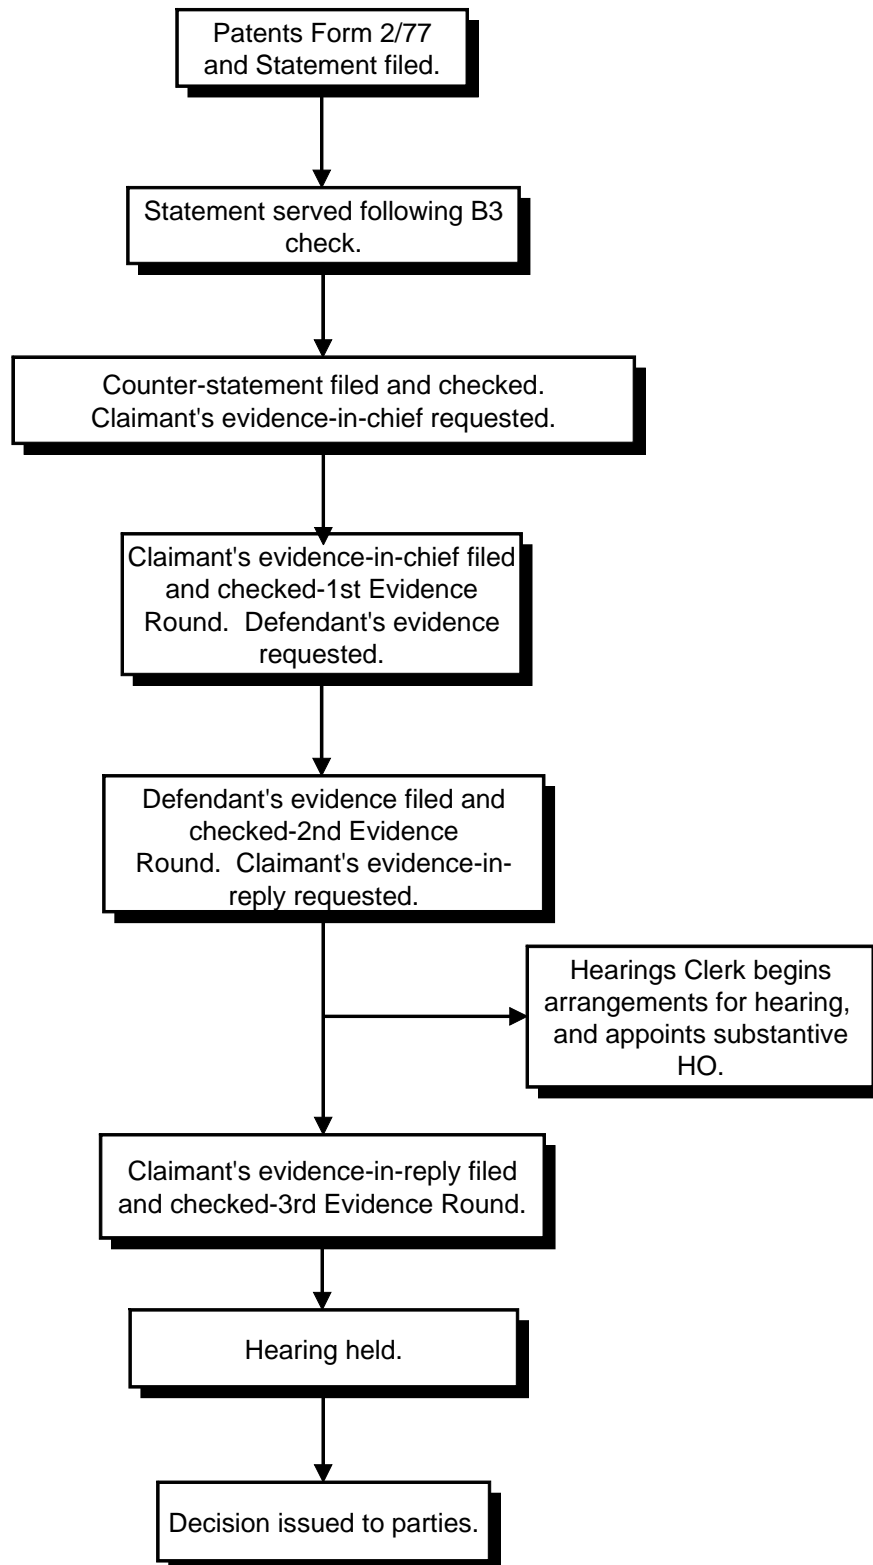 Patents Form 2/77
and Statement filed.
Statement served following B3
check.
Counter-statement filed and checked.
Claimant's evidence-in-chief requested.
Claimant's evidence-in-chief filed
and checked-1st Evidence
Round. Defendant's evidence
requested.
Defendant's evidence filed and
checked-2nd Evidence
Round. Claimant's evidence-in-
reply requested.
Hearings Clerk begins
arrangements for hearing,
and appoints substantive
HO.
Claimant's evidence-in-reply filed
and checked-3rd Evidence Round.
Hearing held.
Decision issued to parties.